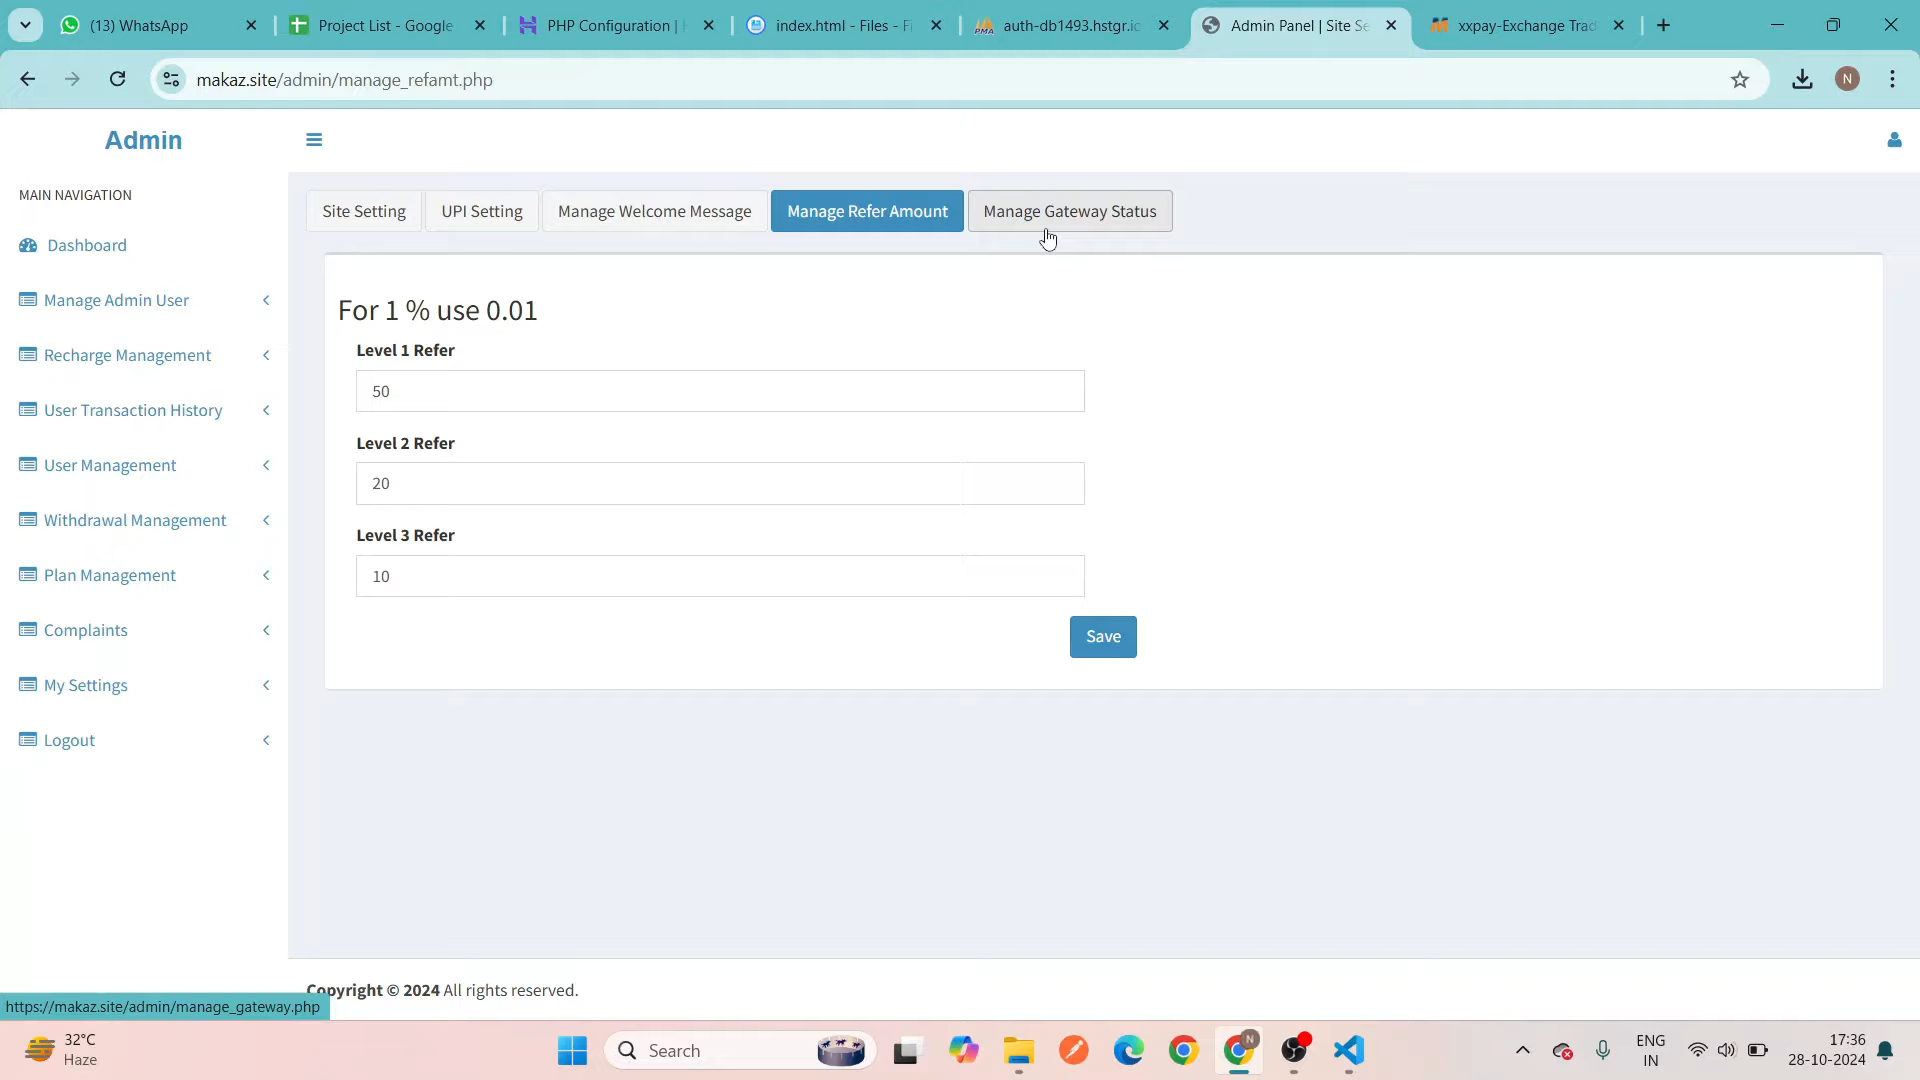 (13) WhatsApp
Project List - Google
PHP Configuration |
index.html - Files - Fi
PMA
auth-db1493.hstgr.io
Admin Panel | Site Se
xxpay-Exchange Trad
makaz.site/admin/manage_refamt.php
N
Admin
MAIN NAVIGATION
Dashboard
Manage Admin User
Recharge Management
User Transaction History
User Management
Withdrawal Management
Plan Management
Complaints
My Settings
Logout
Site Setting
UPI Setting
Manage Welcome Message
Manage Refer Amount
Manage Gateway Status
For 1 % use 0.01
Level 1 Refer
50
Level 2 Refer
20
Level 3 Refer
10
Save
Copyright © 2024 All rights reserved.
https://makaz.site/admin/manage_gateway.php
32°C
Haze
Search
N
ENG
IN
17:36
28-10-2024